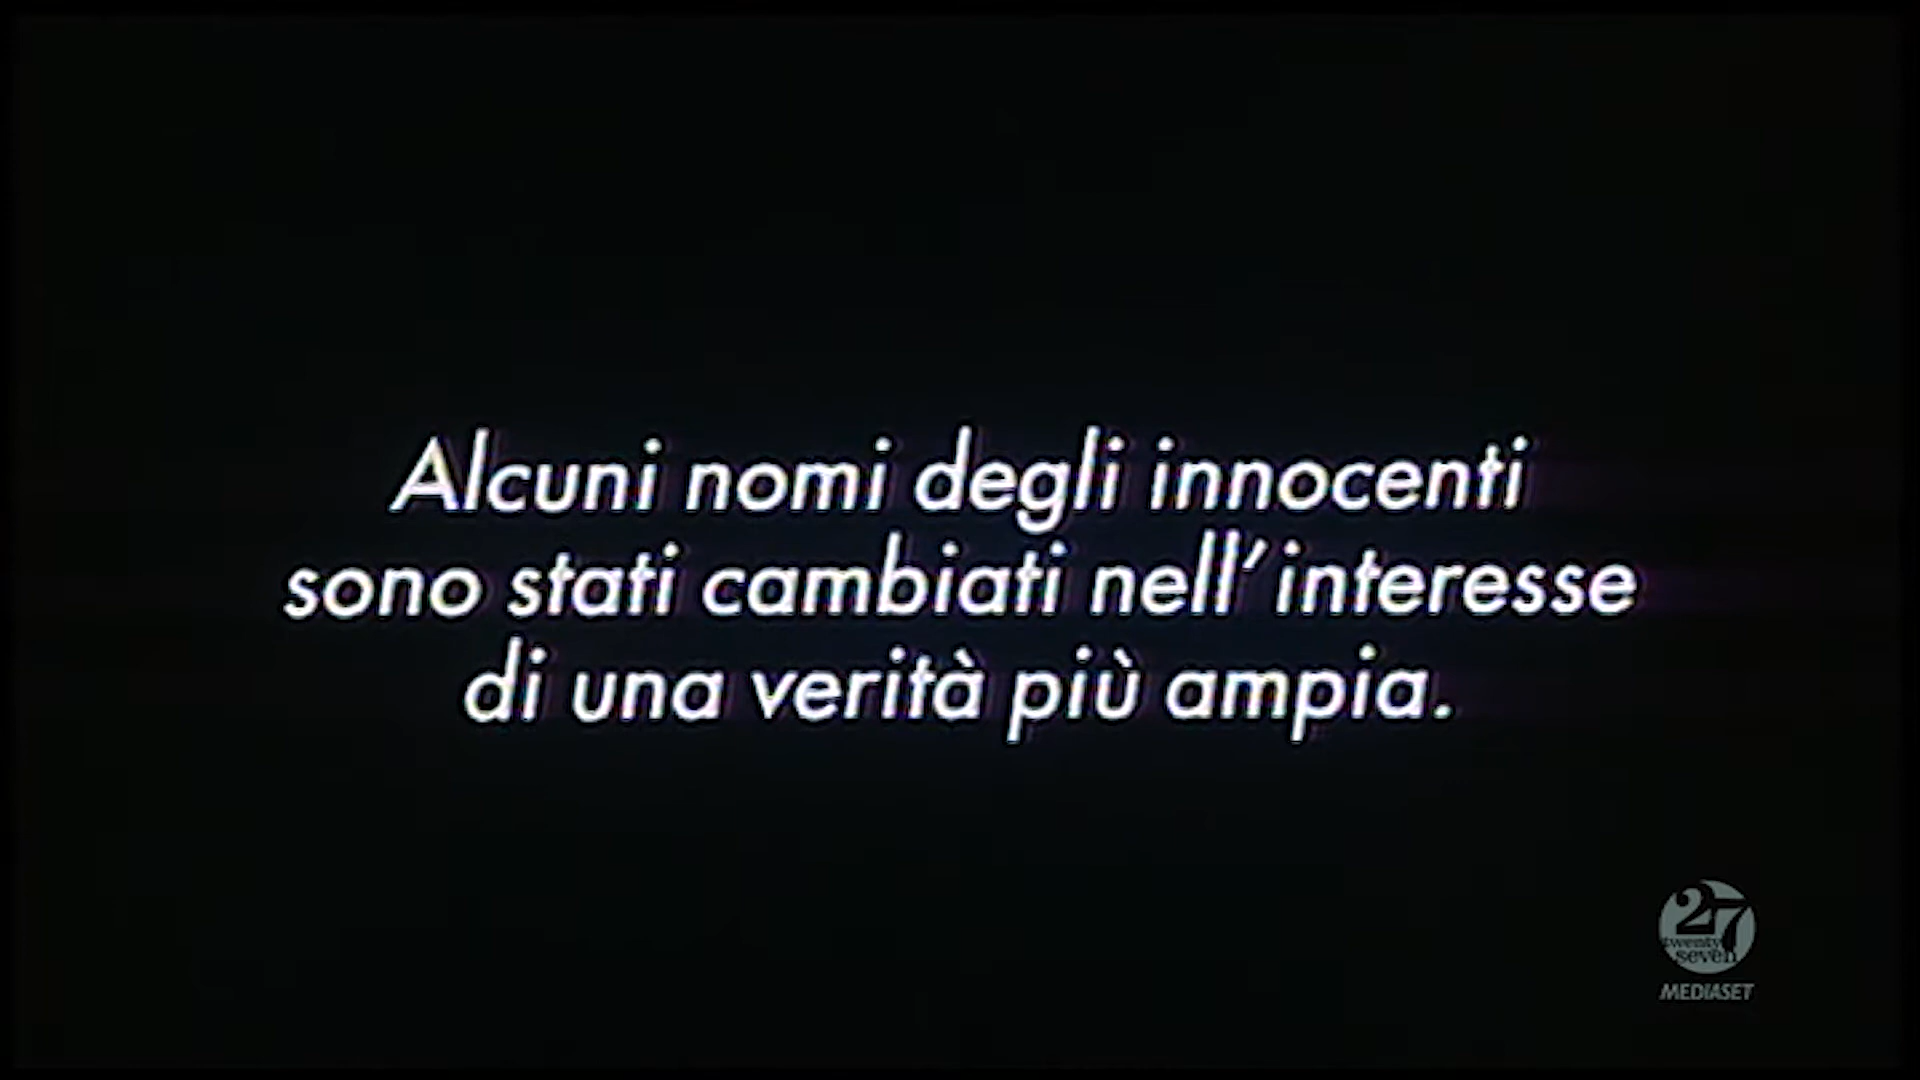 Alcuni nomi degli innocenti
sono stati cambiati nell'interesse
di una verità più ampia.
27
twenty
seven
MEDIASET